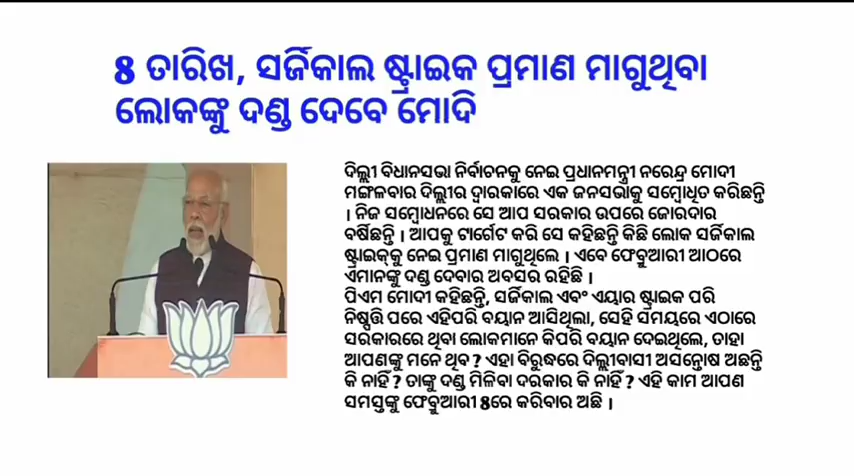 8 ତାରିଖ, ସର୍ଜିକାଲ ଷ୍ଟ୍ରାଇକ ପ୍ରମାଣ ମାଗୁଥିବା
ଲୋକଙ୍କୁ ଦଣ୍ଡ ଦେବେ ମୋଦି
ଦିଲ୍ଲୀ ବିଧାନସଭା ନିର୍ବାଚନକୁ ନେଇ ପ୍ରଧାନମନ୍ତ୍ରୀ ନରେନ୍ଦ୍ର ମୋଦୀ
ମଙ୍ଗଳବାର ଦିଲ୍ଲୀର ଦ୍ୱାରକାରେ ଏକ ଜନସଭାକୁ ସମ୍ବୋଧିତ କରିଛନ୍ତି
। ନିଜ ସମ୍ବୋଧନରେ ସେ ଆପ ସରକାର ଉପରେ ଜୋରଦାର
ବର୍ଷିଛନ୍ତି । ଆପକୁ ଟାର୍ଗେଟ କରି ସେ କହିଛନ୍ତି କିଛି ଲୋକ ସର୍ଜିକାଲ
ଷ୍ଟ୍ରାଇକ୍‌କୁ ନେଇ ପ୍ରମାଣ ମାଗୁଥିଲେ । ଏବେ ଫେବୃଆରୀ ଆଠରେ
ଏମାନଙ୍କୁ ଦଣ୍ଡ ଦେବାର ଅବସର ରହିଛି ।
ପିଏମ ମୋଦୀ କହିଛନ୍ତି, ସର୍ଜିକାଲ ଏବଂ ଏୟାର ଷ୍ଟ୍ରାଇକ ପରି
ନିଷ୍ପତ୍ତି ପରେ ଏହିପରି ବୟାନ ଆସିଥିଲା, ସେହି ସମୟରେ ଏଠାରେ
ସରକାରରେ ଥିବା ଲୋକମାନେ କିପରି ବୟାନ ଦେଇଥିଲେ, ତାହା
ଆପଣଙ୍କୁ ମନେ ଥିବ ? ଏହା ବିରୁଦ୍ଧରେ ଦିଲ୍ଲୀବାସୀ ଅସନ୍ତୋଷ ଅଛନ୍ତି
କି ନାହିଁ ? ତାଙ୍କୁ ଦଣ୍ଡ ମିଳିବା ଦରକାର କି ନାହିଁ ? ଏହି କାମ ଆପଣ
ସମସ୍ତଙ୍କୁ ଫେବୃଆରୀ 8ରେ କରିବାର ଅଛି ।